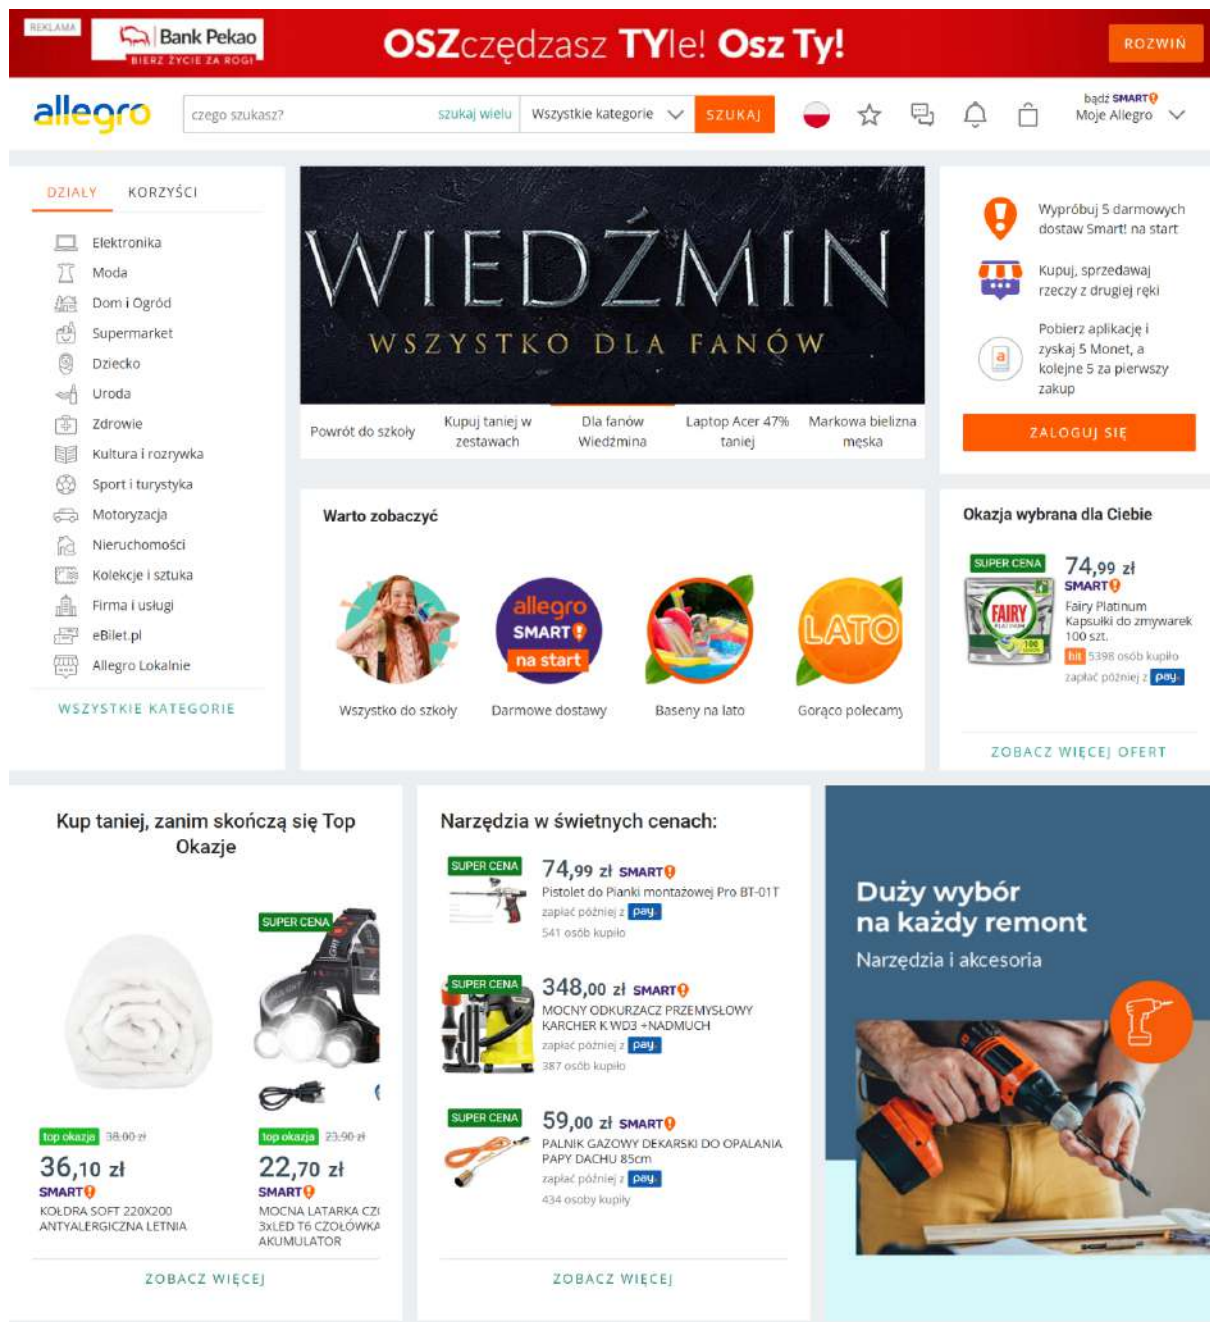 REKLAMA
Bank Pekao
BIERZ ŻYCIE ZA ROGI
OSZczędzasz TYle! Osz Ty!
ROZWIŃ
allegro
czego szukasz?
szukaj wielu
Wszystkie kategorie
SZUKAJ
bądź SMART!
Moje Allegro
DZIAŁY
KORZYŚCI
Elektronika
Moda
Dom i Ogród
Supermarket
Dziecko
Uroda
Zdrowie
Kultura i rozrywka
Sport i turystyka
Motoryzacja
Nieruchomości
Kolekcje i sztuka
Firma i usługi
eBilet.pl
Allegro Lokalnie
WSZYSTKIE KATEGORIE
WIEDŹMIN
WSZYSTKO DLA FANÓW
Powrót do szkoły
Kupuj taniej w
zestawach
Dla fanów
Wiedźmina
Laptop Acer 47%
taniej
Markowa bielizna
męska
Wypróbuj 5 darmowych
dostaw Smart! na start
Kupuj, sprzedawaj
rzeczy z drugiej ręki
a
Pobierz aplikację i
zyskaj 5 Monet, a
kolejne 5 za pierwszy
zakup
ZALOGUJ SIĘ
Warto zobaczyć
allegro
SMART!
na start
LATO
Wszystko do szkoły
Darmowe dostawy
Baseny na lato
Gorąco polecamy
Okazja wybrana dla Ciebie
SUPER CENA
FAIRY
PLATINUM
100
74,99 zł
SMART!
Fairy Platinum
Kapsułki do zmywarek
100 szt.
hit 5398 osób kupiło
zapłać później z pay.
ZOBACZ WIĘCEJ OFERT
Kup taniej, zanim skończą się Top
Okazje
top okazja 38,00 zł
36,10 zł
SMART!
KOŁDRA SOFT 220X200
ANTYALERGICZNA LETNIA
SUPER CENA
top okazja 23,90 zł
22,70 zł
SMART!
MOCNA LATARKA
3xLED T6 CZOŁÓWKA
AKUMULATOR
ZOBACZ WIĘCEJ
Narzędzia w świetnych cenach:
SUPER CENA
74,99 zł SMART!
Pistolet do Pianki montażowej Pro BT-01T
zapłać później z pay.
541 osób kupiło
SUPER CENA
348,00 zł SMART!
MOCNY ODKURZACZ PRZEMYSŁOWY
KARCHER K WD3 +NADMUCH
zapłać później z pay.
387 osób kupiło
SUPER CENA
59,00 zł SMART!
PALNIK GAZOWY DEKARSKI DO OPALANIA
PAPY DACHU 85cm
zapłać później z pay.
434 osoby kupiły
ZOBACZ WIĘCEJ
Duży wybór
na każdy remont
Narzędzia i akcesoria